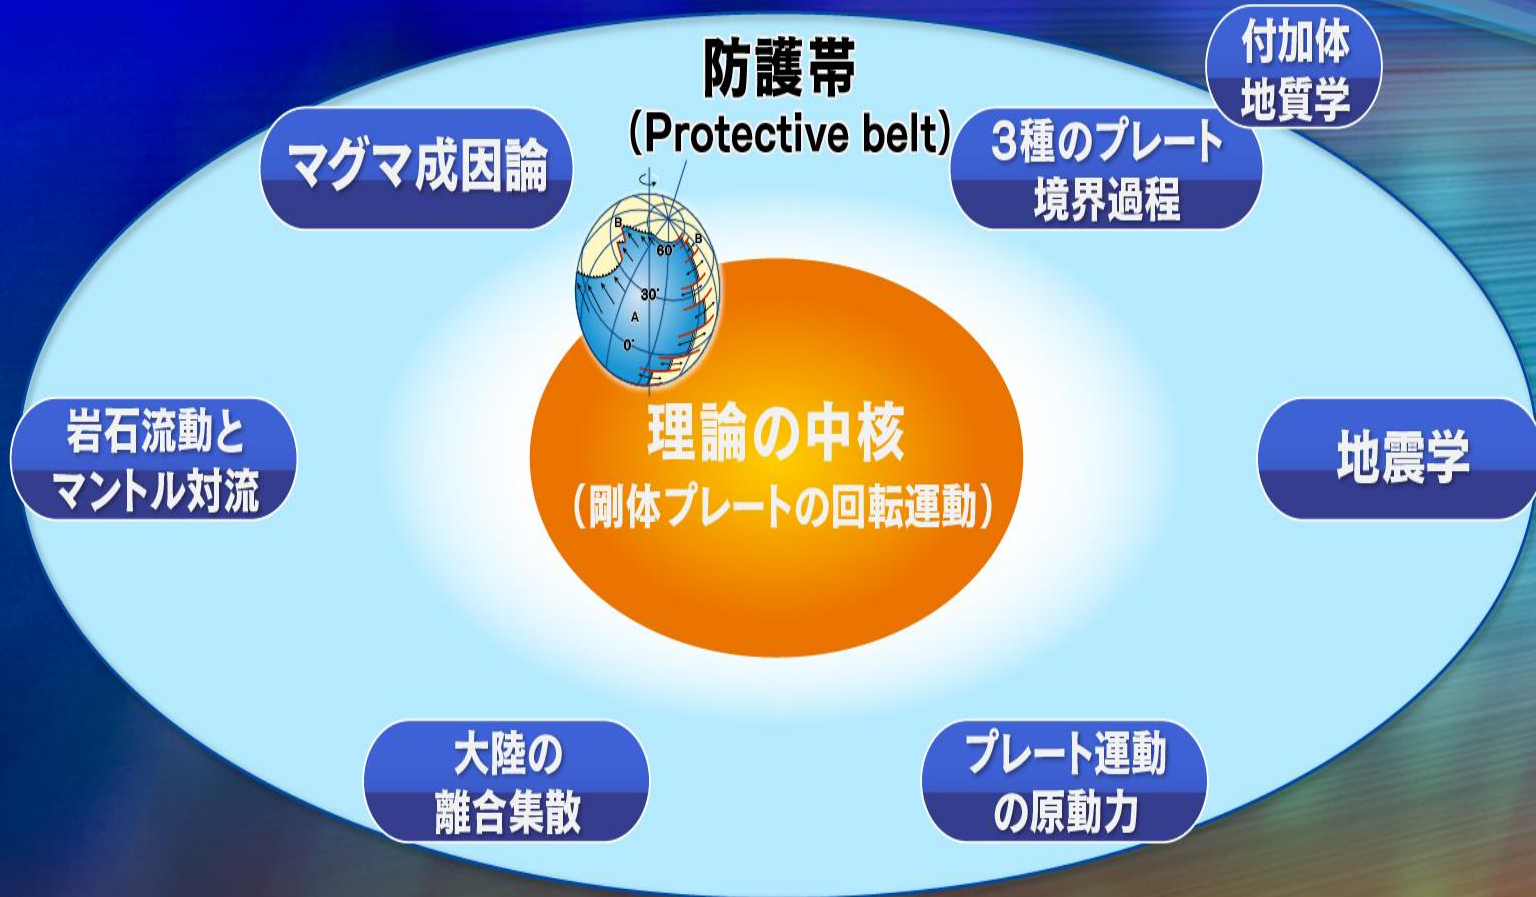 防護帯
(Protective belt)
付加体
地質学
マグマ成因論
3種のプレート
境界過程
B
B
60°
30°
A
0°
岩石流動と
マントル対流
理論の中核
(剛体プレートの回転運動)
地震学
大陸の
離合集散
プレート運動
の原動力